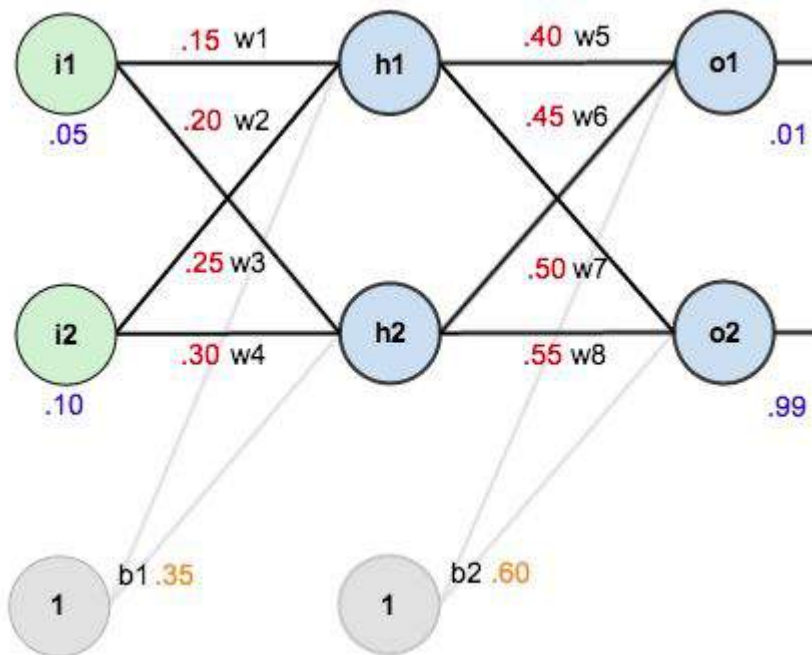 i1 .15 w1 h1 .40 w5 o1
.20 w2 .45 w6
.05 .01
.25 w3 .50 w7
i2 h2 o2
.30 w4 .55 w8
.10 .99
b1 .35 b2 .60
1 1